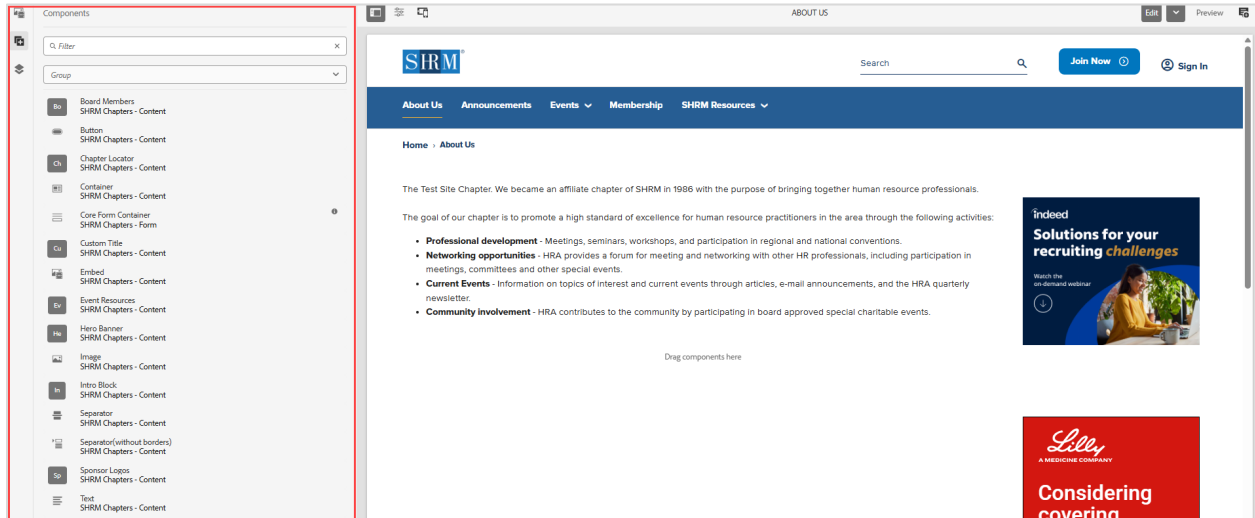 Components
Filter
Group
Bo
Board Members
SHRM Chapters - Content
Button
SHRM Chapters - Content
Ch
Chapter Locator
SHRM Chapters - Content
Container
SHRM Chapters - Content
Core Form Container
SHRM Chapters - Form
Cu
Custom Title
SHRM Chapters - Content
Embed
SHRM Chapters - Content
Ev
Event Resources
SHRM Chapters - Content
He
Hero Banner
SHRM Chapters - Content
Image
SHRM Chapters - Content
In
Intro Block
SHRM Chapters - Content
Separator
SHRM Chapters - Content
Separator(without borders)
SHRM Chapters - Content
Sp
Sponsor Logos
SHRM Chapters - Content
Text
SHRM Chapters - Content
ABOUT US
Edit
Preview
SHRM
Search
Join Now
Sign In
About Us Announcements Events Membership SHRM Resources
Home › About Us
The Test Site Chapter. We became an affiliate chapter of SHRM in 1986 with the purpose of bringing together human resource professionals.
The goal of our chapter is to promote a high standard of excellence for human resource practitioners in the area through the following activities:
• Professional development - Meetings, seminars, workshops, and participation in regional and national conventions.
• Networking opportunities - HRA provides a forum for meeting and networking with other HR professionals, including participation in
meetings, committees and other special events.
• Current Events - Information on topics of interest and current events through articles, e-mail announcements, and the HRA quarterly
newsletter.
• Community involvement - HRA contributes to the community by participating in board approved special charitable events.
Drag components here
indeed
Solutions for your
recruiting challenges
Watch the
on-demand webinar
Lilly
A MEDICINE COMPANY
Considering
covering